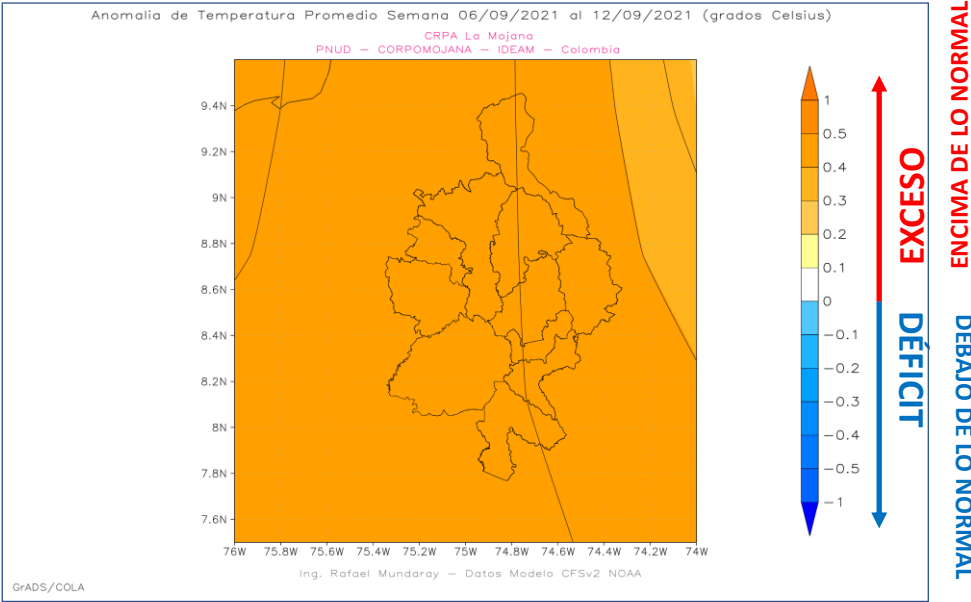 Anomalia de Temperatura Promedio Semana 06/09/2021 al 12/09/2021 (grados Celsius)
CRPA La Mojana
PNUD – CORPOMOJANA – IDEAM – Colombia
9.4N
9.2N
9N
8.8N
8.6N
8.4N
8.2N
8N
7.8N
7.6N
76W 75.8W 75.6W 75.4W 75.2W 75W 74.8W 74.6W 74.4W 74.2W 74W
1
0.5
0.4
0.3
0.2
0.1
0
−0.1
−0.2
−0.3
−0.4
−0.5
−1
EXCESO
DÉFICIT
ENCIMA DE LO NORMAL
DEBAJO DE LO NORMAL
Ing. Rafael Mundaray – Datos Modelo CFSv2 NOAA
GrADS/COLA